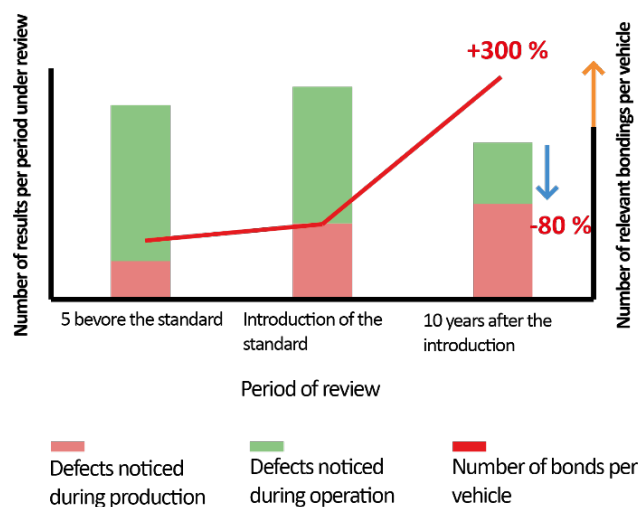 Number of results per period under review
+300 %
-80 %
Number of relevant bondings per vehicle
5 bevore the standard
Introduction of the
standard
10 years after the
introduction
Period of review
Defects noticed
during production
Defects noticed
during operation
Number of bonds per
vehicle